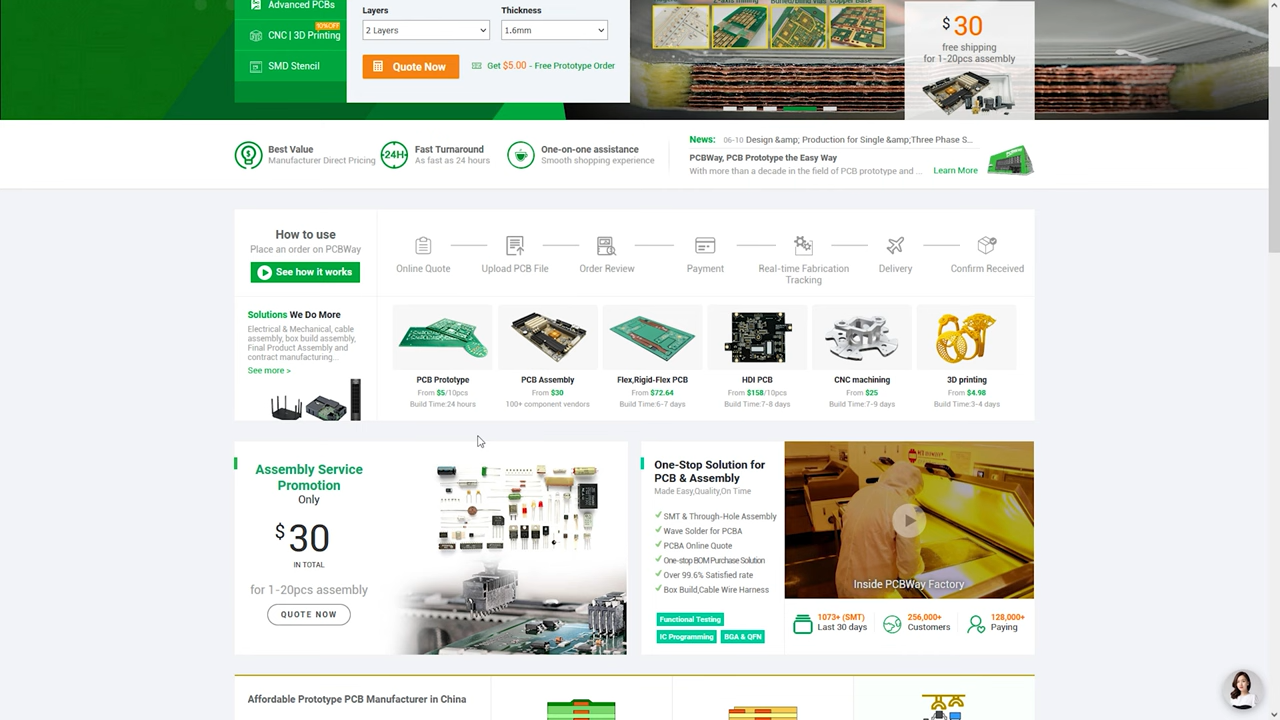 Advanced PCBs
10%OFF
CNC | 3D Printing
SMD Stencil
Layers
Thickness
2 Layers
1.6mm
Quote Now
Get $5.00 - Free Prototype Order
$30
free shipping
for 1-20pcs assembly
Best Value
Manufacturer Direct Pricing
24H
Fast Turnaround
As fast as 24 hours
One-on-one assistance
Smooth shopping experience
News: 06-10 Design &amp; Production for Single &amp;Three Phase S...
PCBWay, PCB Prototype the Easy Way
With more than a decade in the field of PCB prototype and ...
Learn More
How to use
Place an order on PCBWay
See how it works
Online Quote
Upload PCB File
Order Review
Payment
Real-time Fabrication
Tracking
Delivery
Confirm Received
Solutions We Do More
Electrical & Mechanical, cable
assembly, box build assembly,
Final Product Assembly and
contract manufacturing...
See more >
PCB Prototype
From $5/10pcs
Build Time:24 hours
PCB Assembly
From $30
100+ component vendors
Flex,Rigid-Flex PCB
From $72.64
Build Time:6-7 days
HDI PCB
From $158/10pcs
Build Time:7-8 days
CNC machining
From $25
Build Time:7-9 days
3D printing
From $4.98
Build Time:3-4 days
Assembly Service
Promotion
Only
$30
IN TOTAL
for 1-20pcs assembly
QUOTE NOW
One-Stop Solution for
PCB & Assembly
Made Easy,Quality,On Time
SMT & Through-Hole Assembly
Wave Solder for PCBA
PCBA Online Quote
One-stop BOM Purchase Solution
Over 99.6% Satisfied rate
Box Build,Cable Wire Harness
Functional Testing
IC Programming
BGA & QFN
Inside PCBWay Factory
1073+ (SMT)
Last 30 days
256,000+
Customers
128,000+
Paying
Affordable Prototype PCB Manufacturer in China